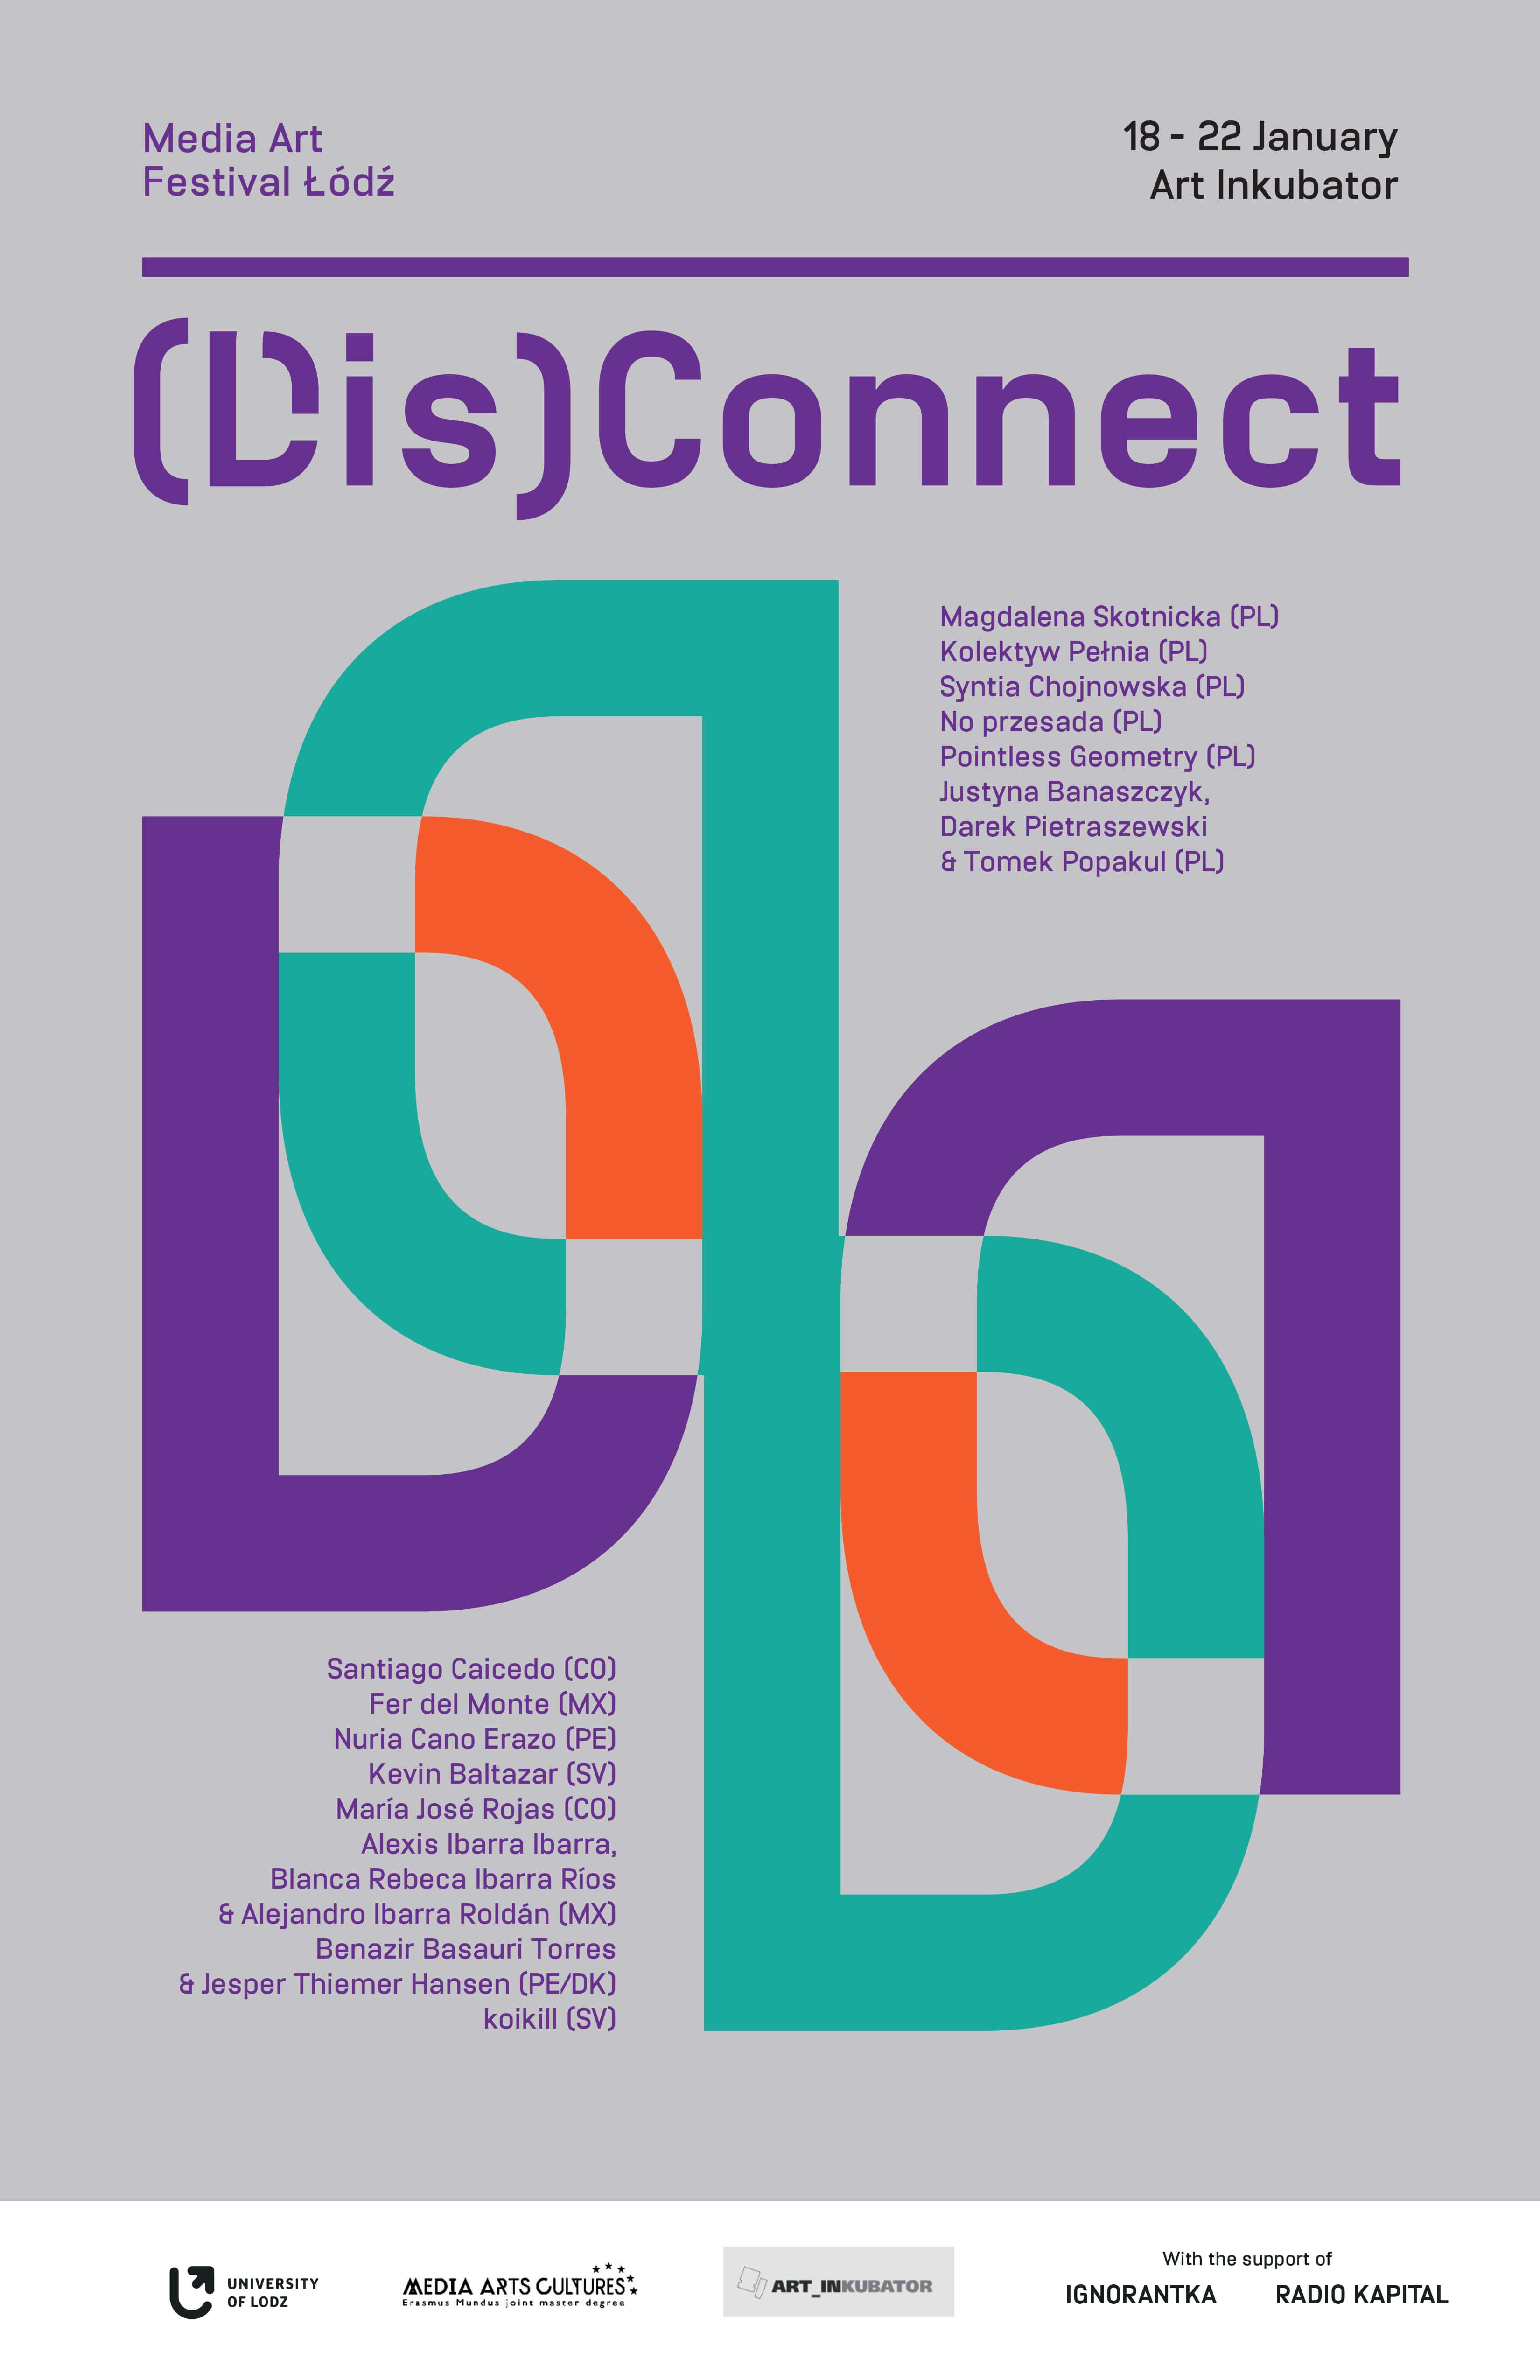 Media Art
Festival Łódź
18 - 22 January
Art Inkubator
(Dis)Connect
Magdalena Skotnicka (PL)
Kolektyw Pełnia (PL)
Syntia Chojnowska (PL)
No przesada (PL)
Pointless Geometry (PL)
Justyna Banaszczyk,
Darek Pietraszewski
& Tomek Popakul (PL)
Santiago Caicedo (CO)
Fer del Monte (MX)
Nuria Cano Erazo (PE)
Kevin Baltazar (SV)
María José Rojas (CO)
Alexis Ibarra Ibarra,
Blanca Rebeca Ibarra Ríos
& Alejandro Ibarra Roldán (MX)
Benazir Basauri Torres
& Jesper Thiemer Hansen (PE/DK)
koikill (SV)
UNIVERSITY
OF LODZ
MEDIA ARTS CULTURES
Erasmus Mundus joint master degree
ART_INKUBATOR
With the support of
IGNORANTKA RADIO KAPITAL